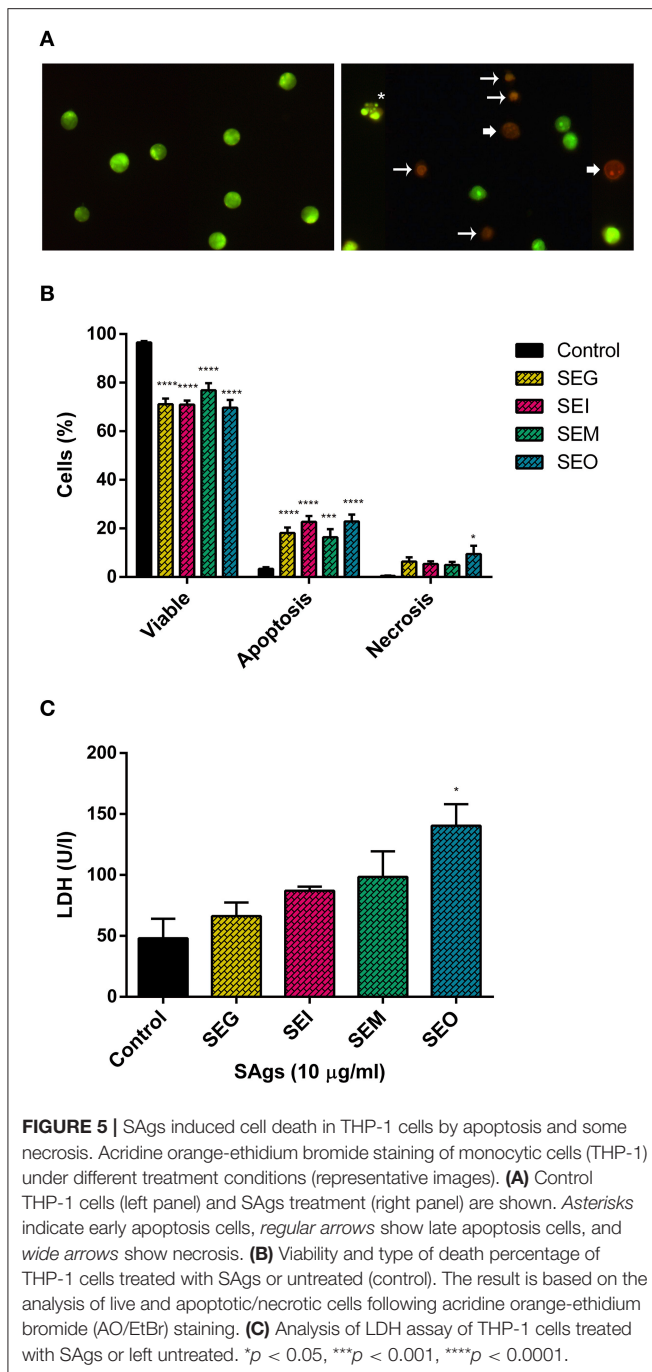 A
*
B
100
80
60
40
20
0
Cells (%)
****
****
****
****
****
****
***
****
*
Viable
Apoptosis
Necrosis
Control
SEG
SEI
SEM
SEO
C
200
150
100
50
0
LDH (U/l)
*
Control
SEG
SEI
SEM
SEO
SAgs (10 µg/ml)
FIGURE 5 | SAgs induced cell death in THP-1 cells by apoptosis and some
necrosis. Acridine orange-ethidium bromide staining of monocytic cells (THP-1)
under different treatment conditions (representative images). (A) Control
THP-1 cells (left panel) and SAgs treatment (right panel) are shown. Asterisks
indicate early apoptosis cells, regular arrows show late apoptosis cells, and
wide arrows show necrosis. (B) Viability and type of death percentage of
THP-1 cells treated with SAgs or untreated (control). The result is based on the
analysis of live and apoptotic/necrotic cells following acridine orange-ethidium
bromide (AO/EtBr) staining. (C) Analysis of LDH assay of THP-1 cells treated
with SAgs or left untreated. *p < 0.05, ***p < 0.001, ****p < 0.0001.